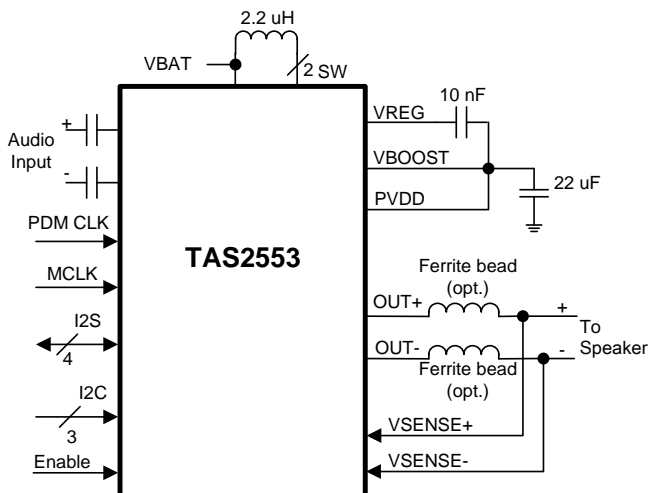 2.2 uH
VBAT
2 SW
10 nF
VREG
+
Audio
Input
-
VBOOST
22 uF
PVDD
PDM CLK
TAS2553
MCLK
Ferrite bead
(opt.)
OUT+
+
To
Speaker
-
I2S
4
OUT-
Ferrite bead
(opt.)
I2C
3
VSENSE+
Enable
VSENSE-